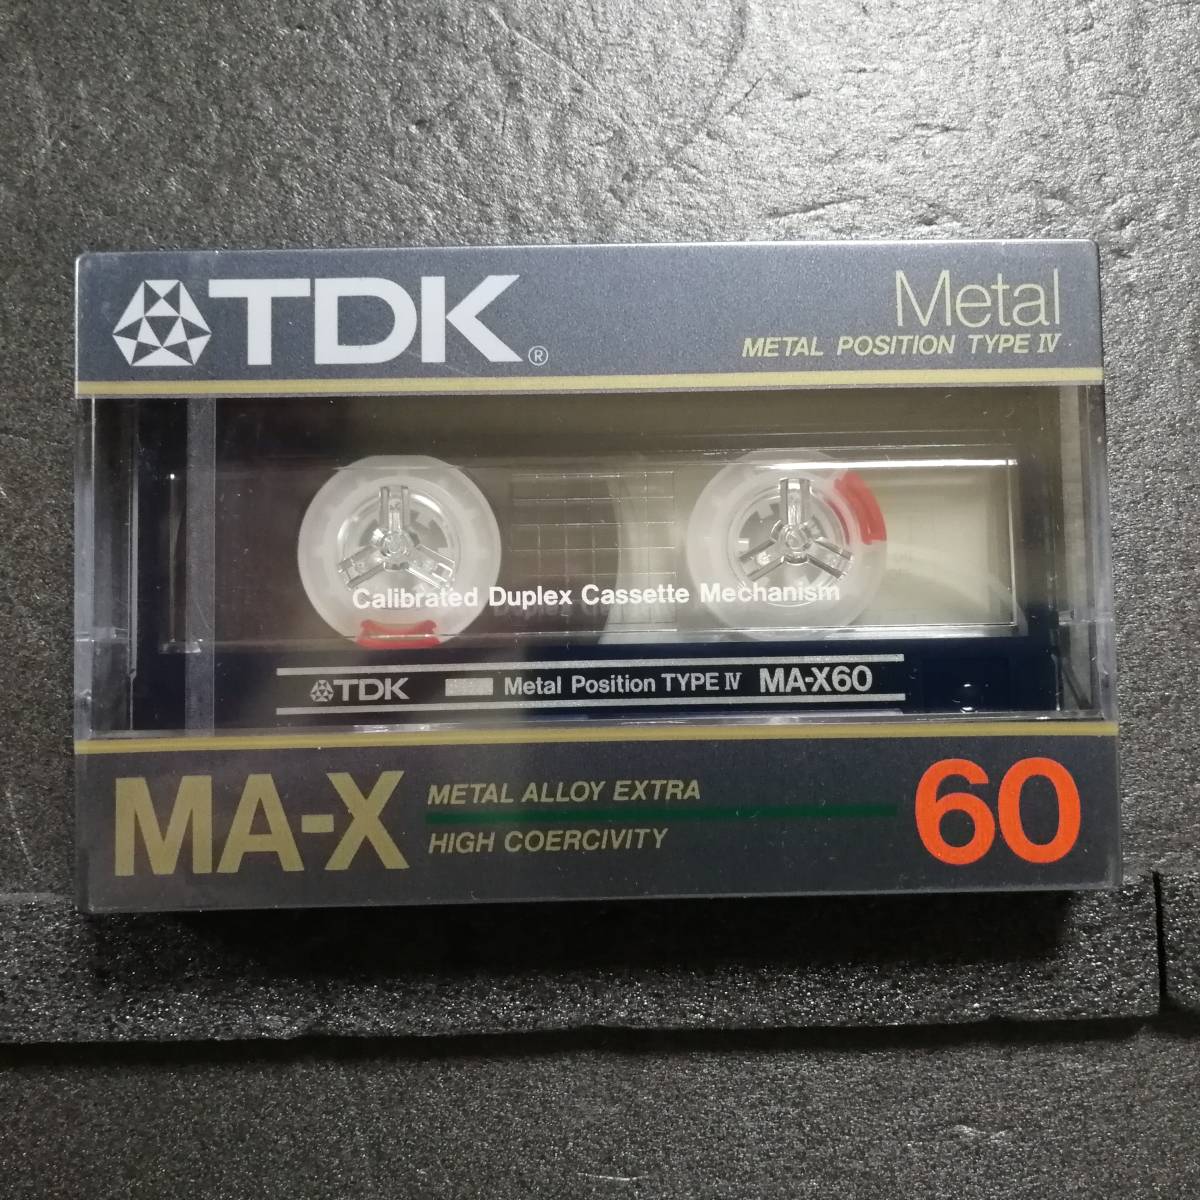 TDK®
Metal
METAL POSITION TYPE IV
Calibrated Duplex Cassette Mechanism
TDK Metal Position TYPE IV MA-X60
MA-X
METAL ALLOY EXTRA
HIGH COERCIVITY
60